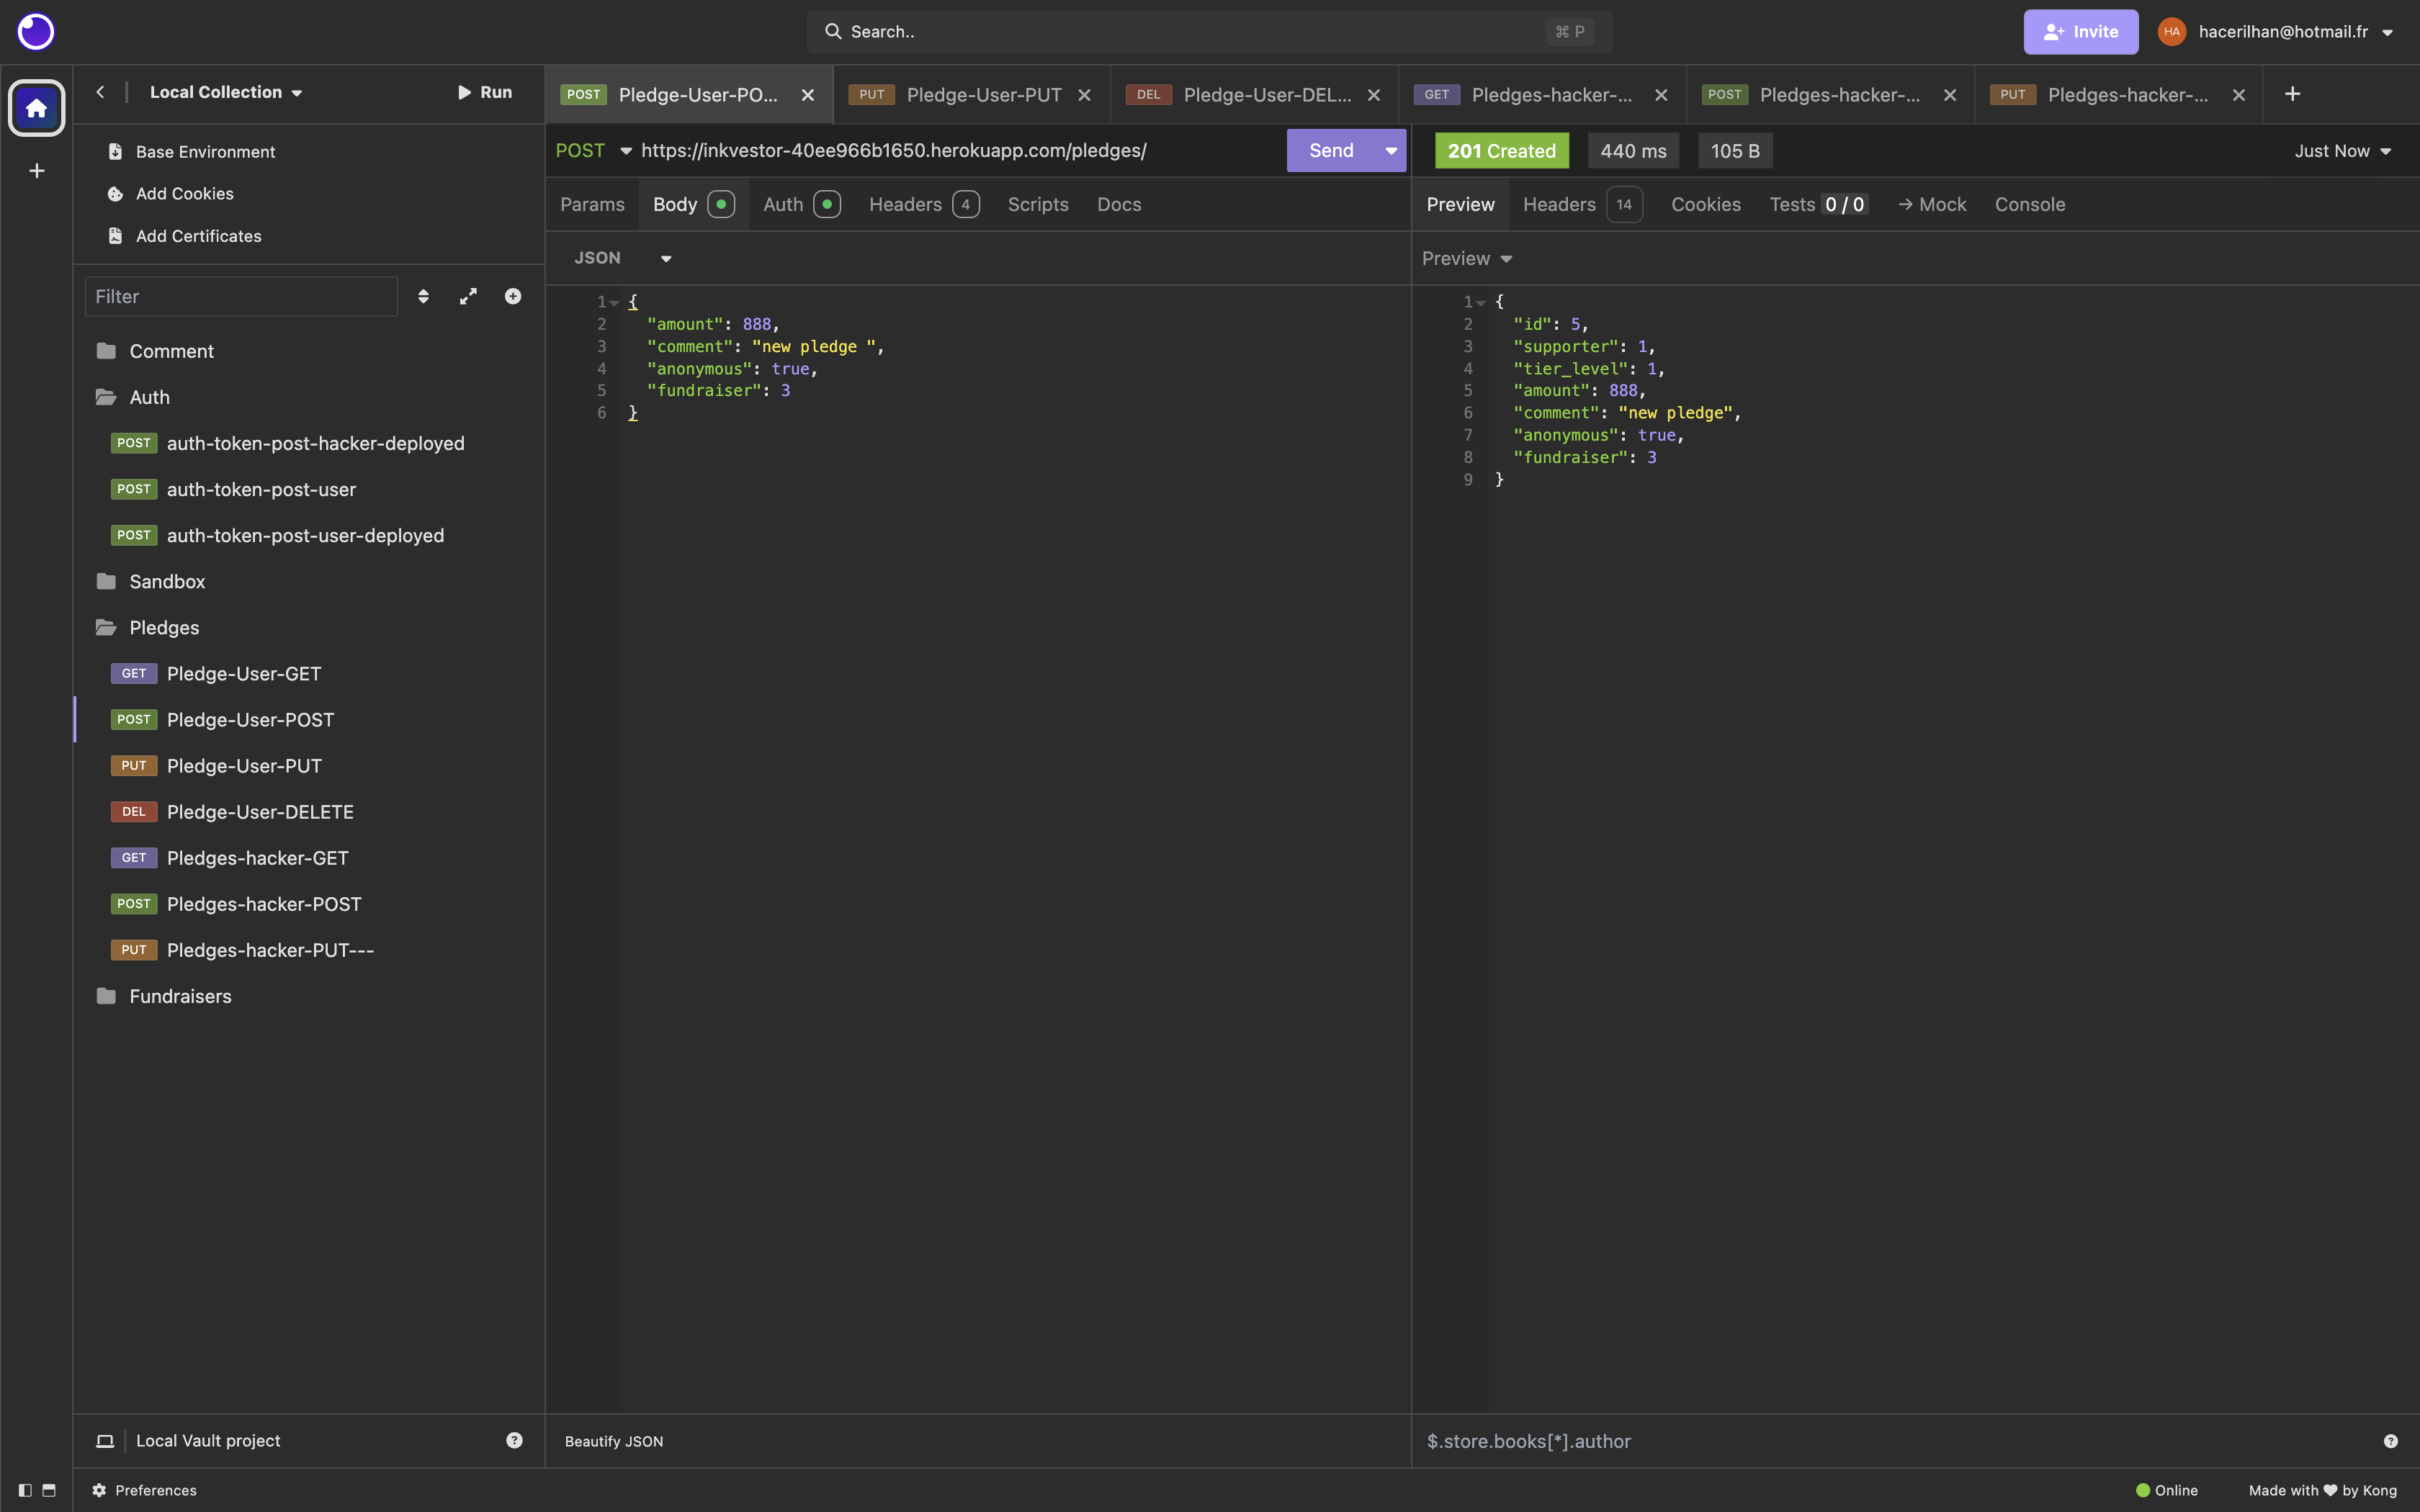 Search..
⌘ P
Invite
HA
hacerilhan@hotmail.fr
Local Collection
Run
POST Pledge-User-PO...
PUT Pledge-User-PUT
DEL Pledge-User-DEL...
GET Pledges-hacker-...
POST Pledges-hacker-...
PUT Pledges-hacker-...
Base Environment
Add Cookies
Add Certificates
Filter
Comment
Auth
POST auth-token-post-hacker-deployed
POST auth-token-post-user
POST auth-token-post-user-deployed
Sandbox
Pledges
GET Pledge-User-GET
POST Pledge-User-POST
PUT Pledge-User-PUT
DEL Pledge-User-DELETE
GET Pledges-hacker-GET
POST Pledges-hacker-POST
PUT Pledges-hacker-PUT---
Fundraisers
POST https://inkvestor-40ee966b1650.herokuapp.com/pledges/
Send
Params Body Auth Headers 4 Scripts Docs
JSON
1 {
2 "amount": 888,
3 "comment": "new pledge ",
4 "anonymous": true,
5 "fundraiser": 3
6 }
201 Created 440 ms 105 B
Just Now
Preview Headers 14 Cookies Tests 0 / 0 → Mock Console
Preview
1 {
2 "id": 5,
3 "supporter": 1,
4 "tier_level": 1,
5 "amount": 888,
6 "comment": "new pledge",
7 "anonymous": true,
8 "fundraiser": 3
9 }
Local Vault project
?
Beautify JSON
$.store.books[*].author
?
Preferences
Online
Made with ♥ by Kong